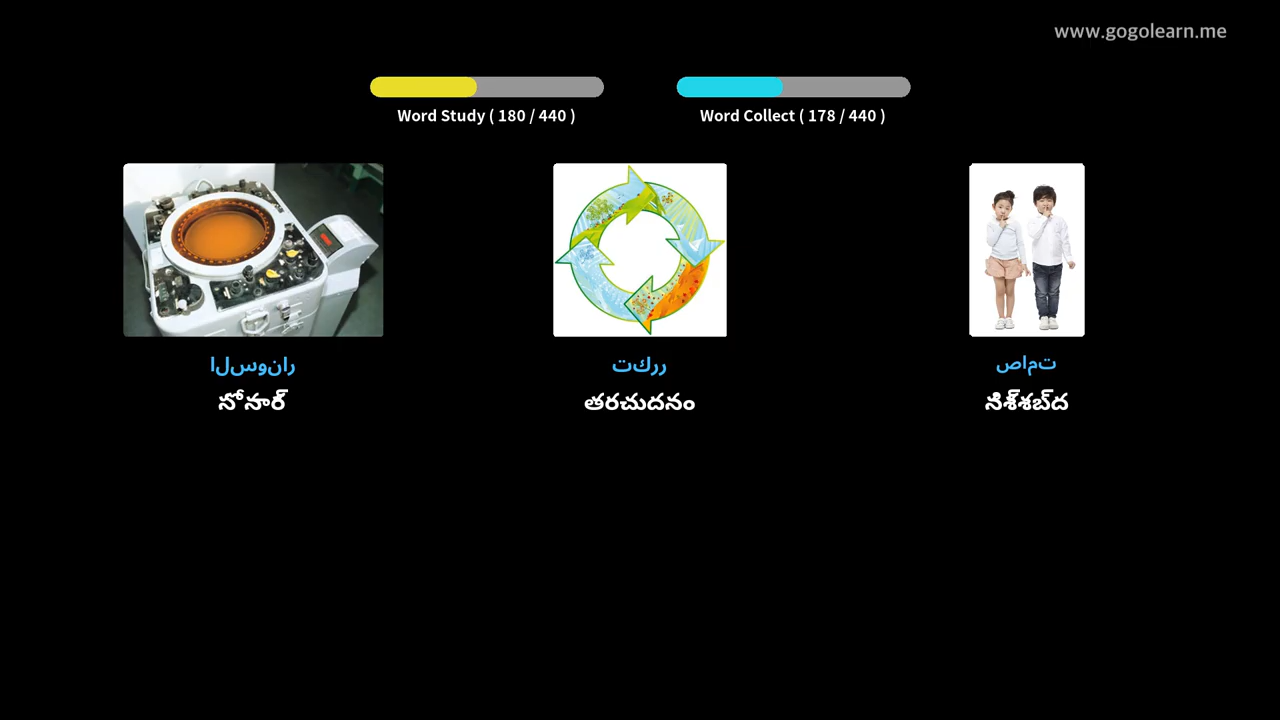 www.gogolearn.me
Word Study ( 180 / 440 )
Word Collect ( 178 / 440 )
السونار
సోనార్
تكرر
తరచుదనం
صامت
నిశ్శబ్ద